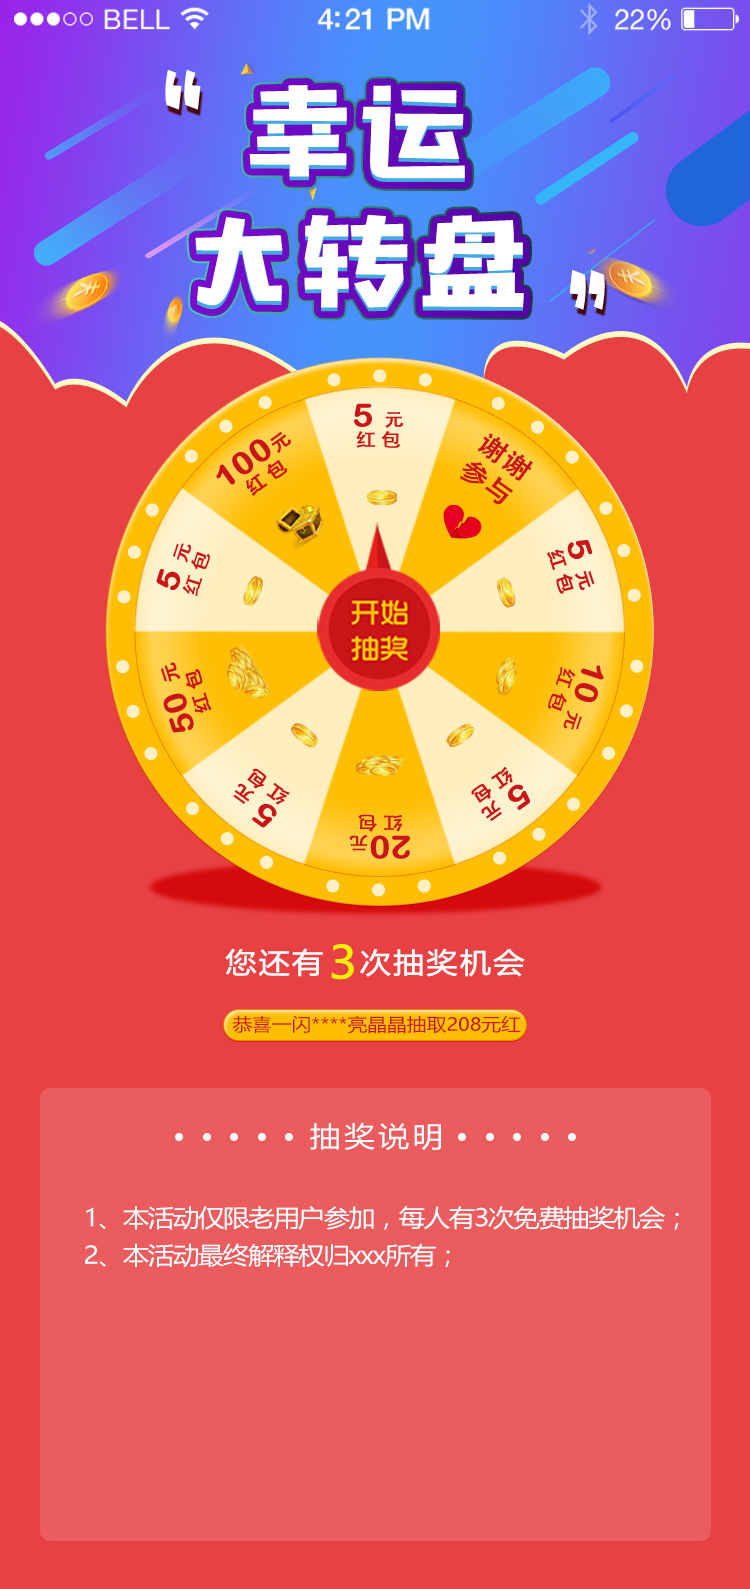 BELL 4:21 PM 22%
幸运
大转盘
5元
红包
谢谢
参与
5元
红包
10元
红包
5元
红包
20元
红包
5元
红包
50元
红包
5元
红包
100元
红包
开始
抽奖
您还有3次抽奖机会
恭喜一闪****亮晶晶抽取208元红
抽奖说明
1、本活动仅限老用户参加，每人有3次免费抽奖机会；
2、本活动最终解释权归xxx所有；